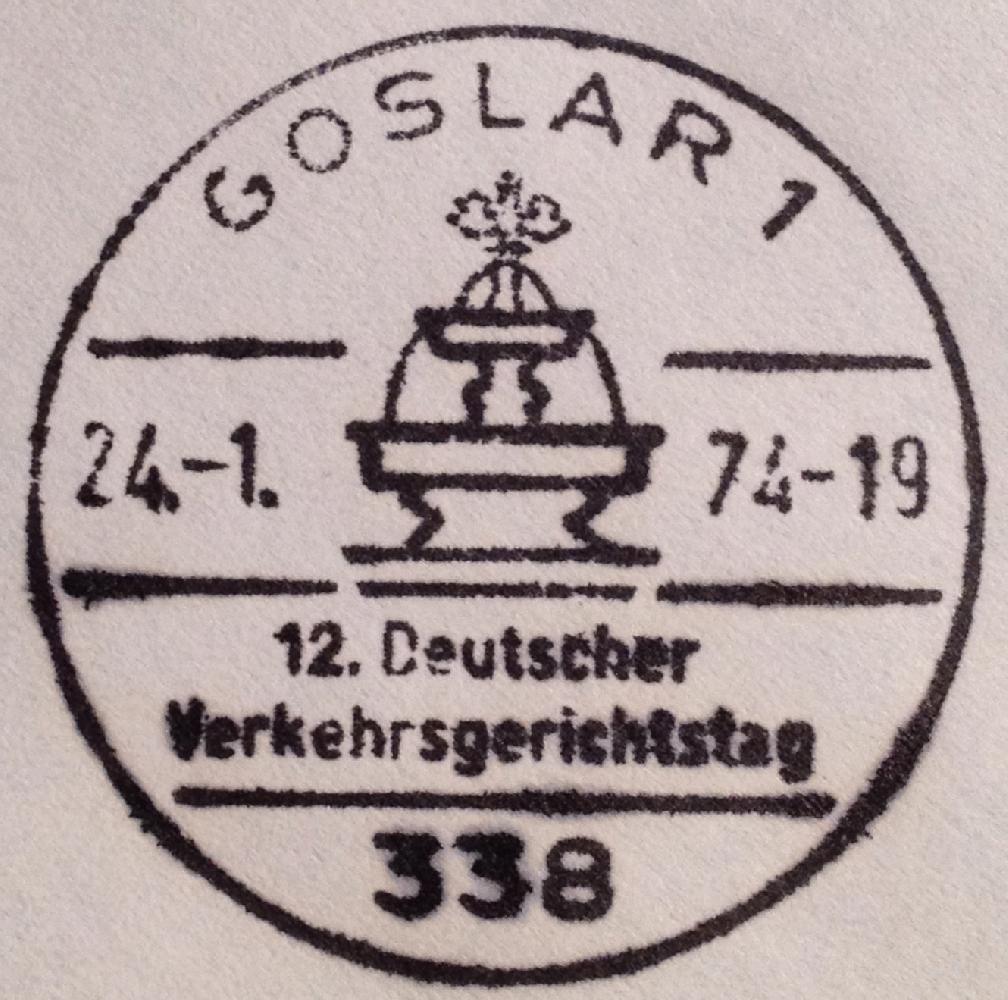 GOSLAR 1
24.-1. 74-19
12. Deutscher
Verkehrsgerichtstag
338